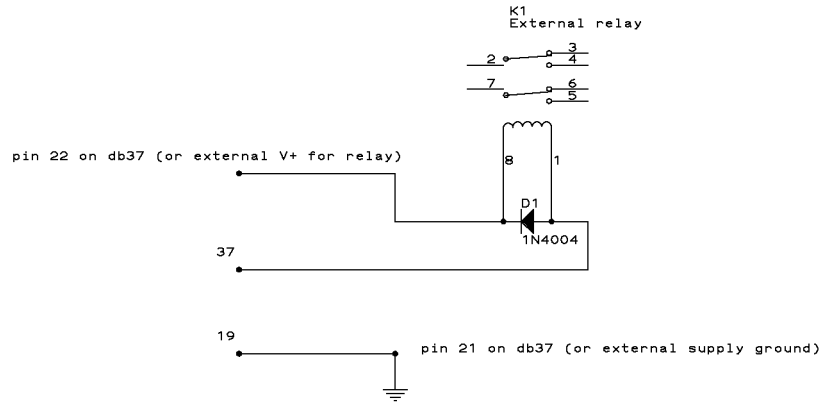 K1
External relay
3
2
4
7
6
5
pin 22 on db37 (or external V+ for relay)
8
1
D1
1N4004
37
19
pin 21 on db37 (or external supply ground)